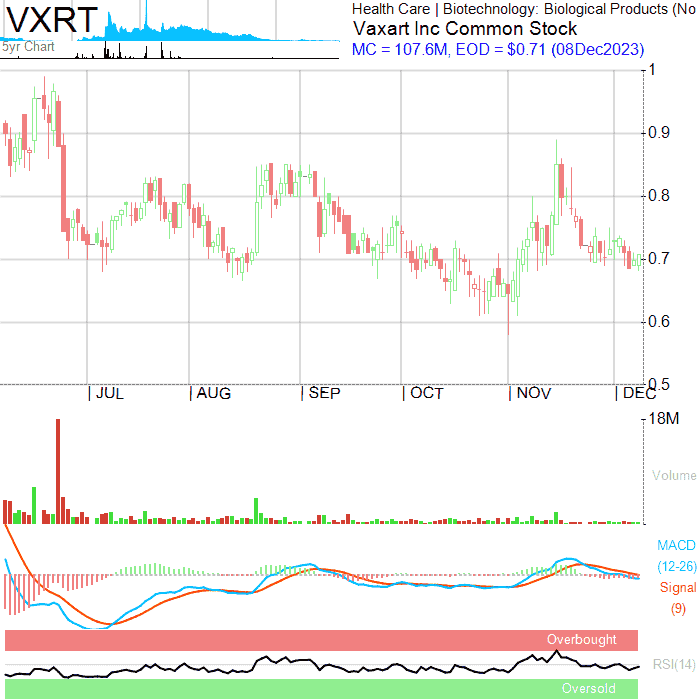 VXRT
5yr Chart
Health Care | Biotechnology: Biological Products (No
Vaxart Inc Common Stock
MC = 107.6M, EOD = $0.71 (08Dec2023)
1
0.9
0.8
0.7
0.6
0.5
| JUL | AUG | SEP | OCT | NOV | DEC
18M
Volume
MACD
(12-26)
Signal
(9)
Overbought
RSI(14)
Oversold